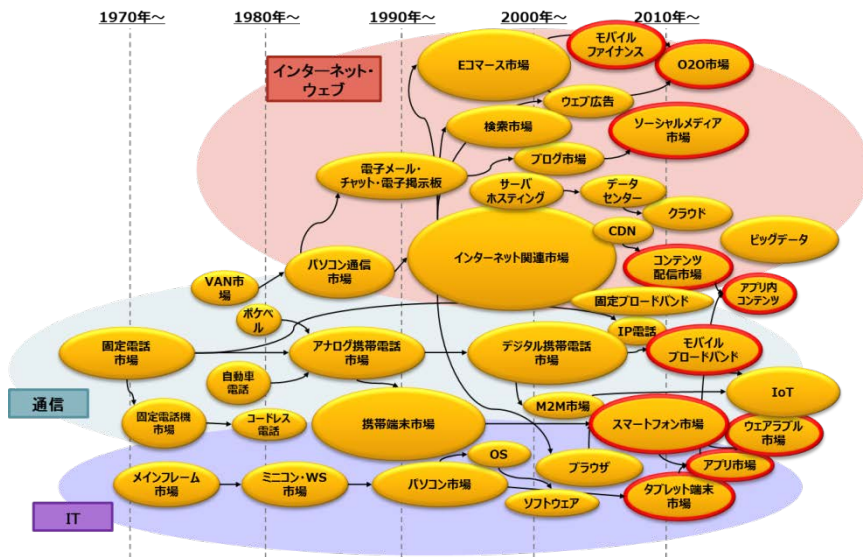 1970年～
1980年～
1990年～
2000年～
2010年～
インターネット・
ウェブ
Eコマース市場
モバイル
ファイナンス
O2O市場
ウェブ広告
検索市場
ソーシャルメディア
市場
ブログ市場
電子メール・
チャット・電子掲示板
サーバ
ホスティング
データ
センター
クラウド
CDN
ビッグデータ
VAN市
場
パソコン通信
市場
インターネット関連市場
コンテンツ
配信市場
アプリ内
コンテンツ
固定ブロードバンド
ポケベ
ル
IP電話
固定電話
市場
アナログ携帯電話
市場
デジタル携帯電話
市場
モバイル
ブロードバンド
自動車
電話
通信
IoT
M2M市場
固定電話機
市場
コードレス
電話
携帯端末市場
スマートフォン市場
ウェアラブル
市場
OS
ブラウザ
アプリ市場
メインフレーム
市場
ミニコン・WS
市場
パソコン市場
ソフトウェア
タブレット端末
市場
IT